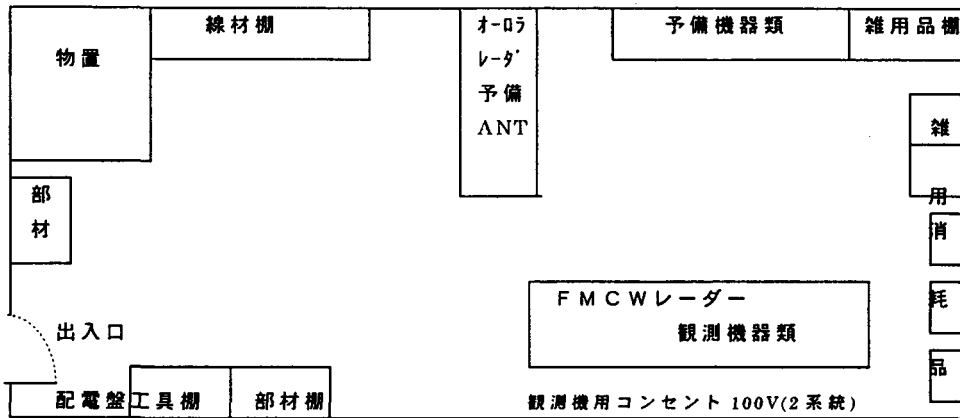 物置
線材棚
オーロラ
レーダ
予備
ANT
予備機器類
雑用品棚
雑
用
消
耗
品
部
材
FMCWレーダー
観測機器類
出入口
配電盤
工具棚
部材棚
観測機用コンセント 100V(2系統)